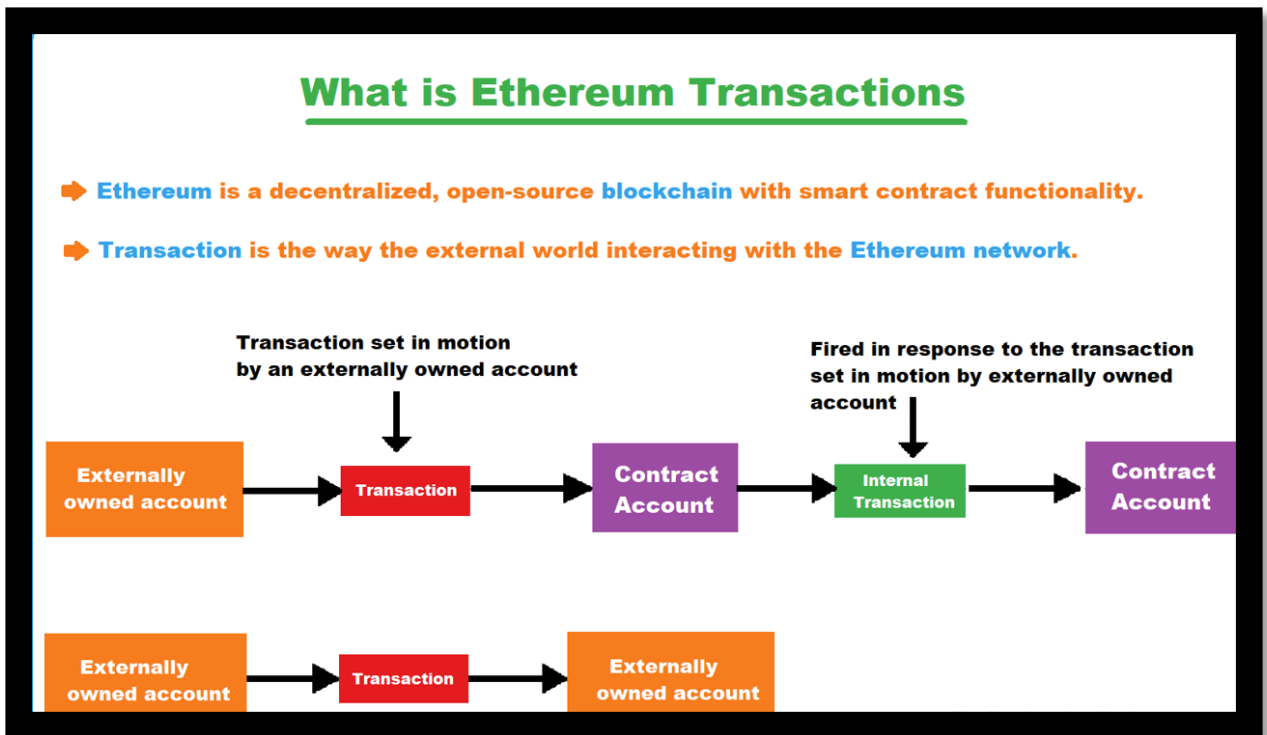 What is Ethereum Transactions
Ethereum is a decentralized, open-source blockchain with smart contract functionality.
Transaction is the way the external world interacting with the Ethereum network.
Transaction set in motion
by an externally owned account
Fired in response to the transaction
set in motion by externally owned
account
Externally
owned account
Transaction
Contract
Account
Internal
Transaction
Contract
Account
Externally
owned account
Transaction
Externally
owned account